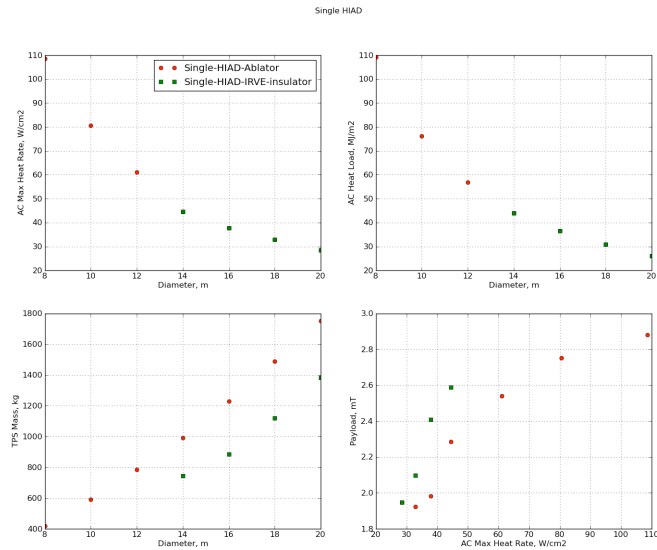 Single HIAD
110
100
90
80
70
60
50
40
30
20
AC Max Heat Rate, W/cm2
Single-HIAD-Ablator
Single-HIAD-IRVE-insulator
8 10 12 14 16 18 20
Diameter, m
110
100
90
80
70
60
50
40
30
20
AC Heat Load, MJ/m2
8 10 12 14 16 18 20
Diameter, m
1800
1600
1400
1200
1000
800
600
400
TPS Mass, kg
8 10 12 14 16 18 20
Diameter, m
3.0
2.8
2.6
2.4
2.2
2.0
1.8
Payload, mT
20 30 40 50 60 70 80 90 100 110
AC Max Heat Rate, W/cm2